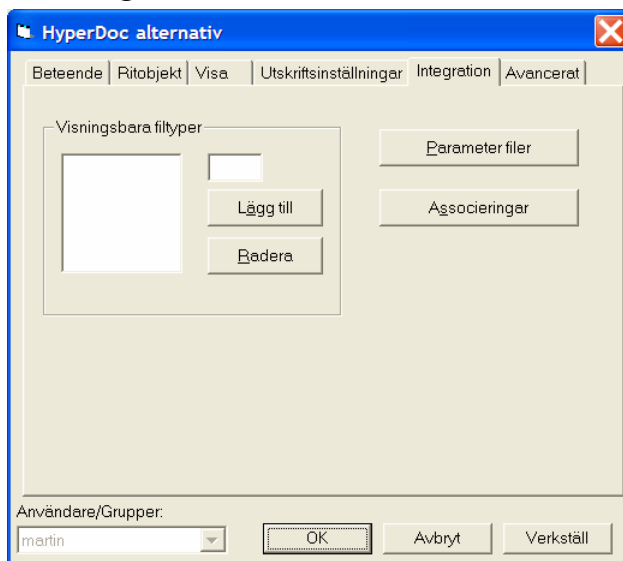 HyperDoc alternativ
Beteende Ritobjekt Visa Utskriftsinställningar Integration Avancerat
Visningsbara filtyper
Parameter filer
Lägg till
Associeringar
Radera
Användare/Grupper:
martin
OK Avbryt Verkställ